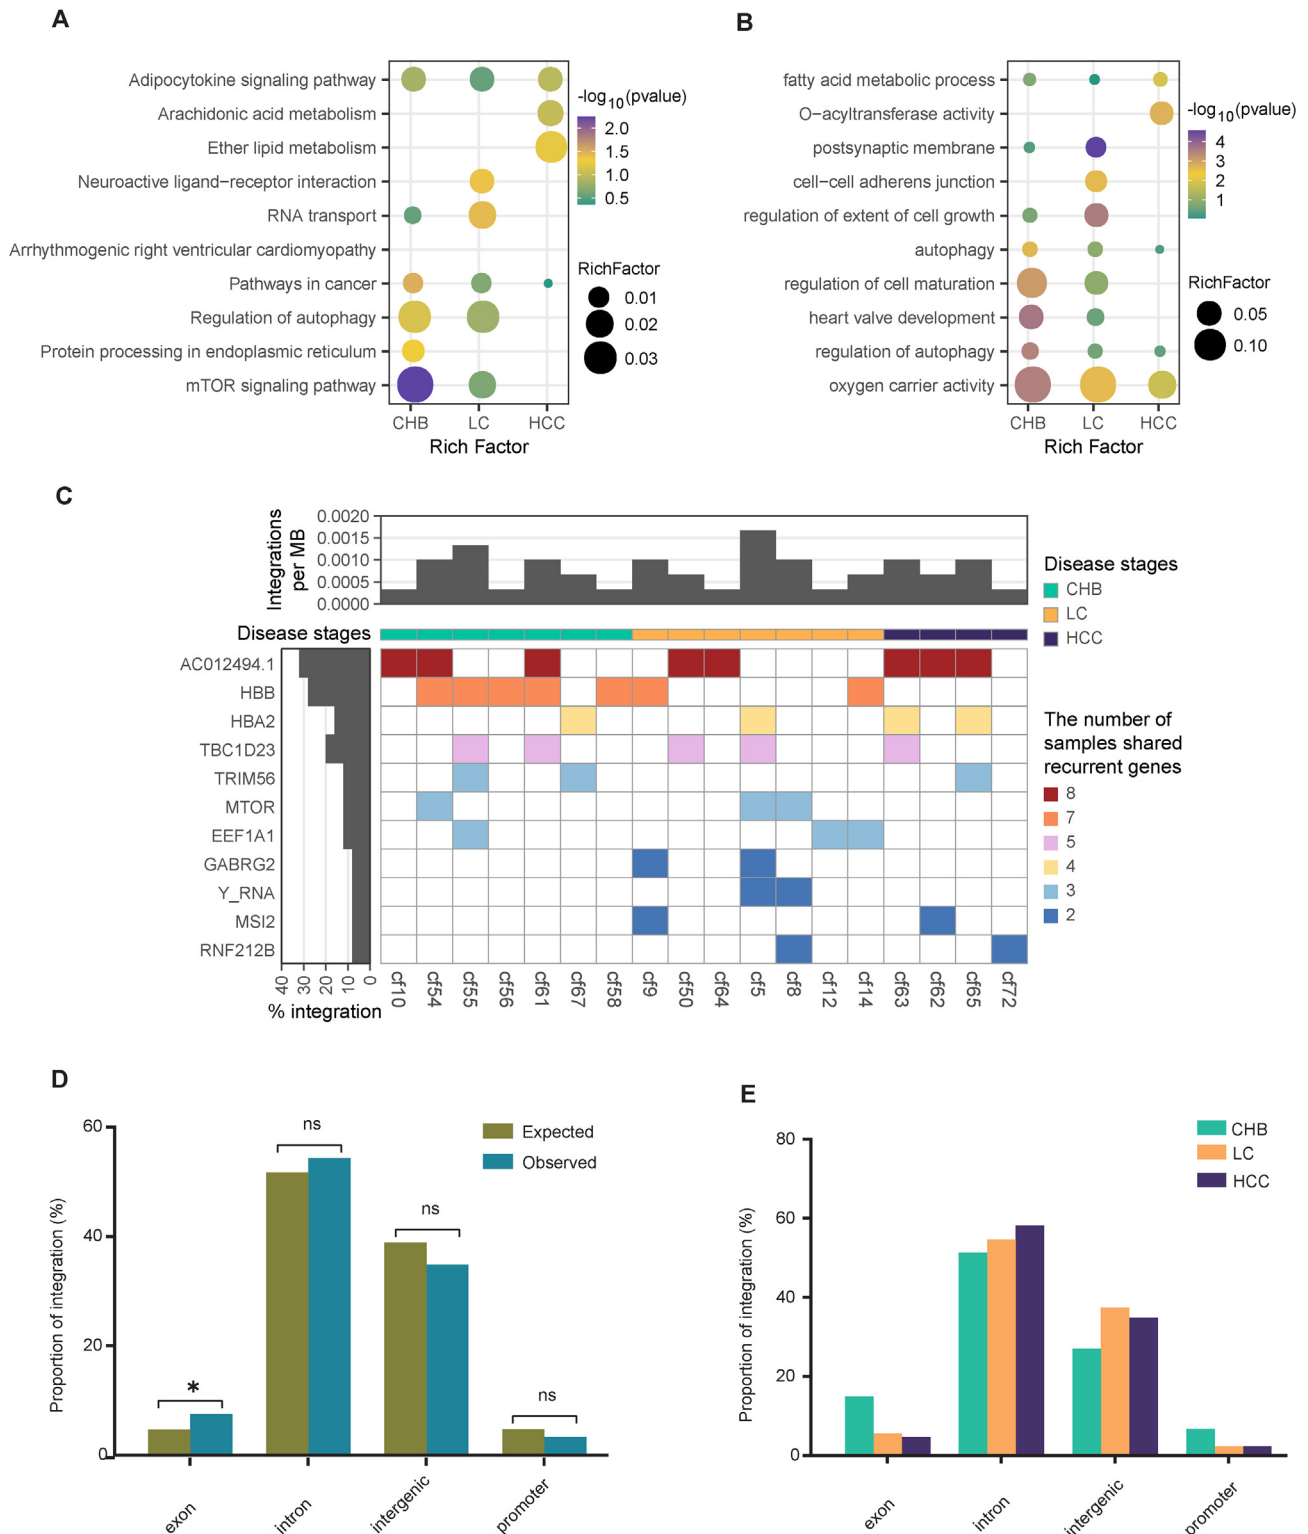 A
Adipocytokine signaling pathway
Arachidonic acid metabolism
Ether lipid metabolism
Neuroactive ligand−receptor interaction
RNA transport
Arrhythmogenic right ventricular cardiomyopathy
Pathways in cancer
Regulation of autophagy
Protein processing in endoplasmic reticulum
mTOR signaling pathway
CHB LC HCC
Rich Factor
-log10(pvalue)
2.0
1.5
1.0
0.5
RichFactor
0.01
0.02
0.03
B
fatty acid metabolic process
O−acyltransferase activity
postsynaptic membrane
cell−cell adherens junction
regulation of extent of cell growth
autophagy
regulation of cell maturation
heart valve development
regulation of autophagy
oxygen carrier activity
CHB LC HCC
Rich Factor
-log10(pvalue)
4
3
2
1
RichFactor
0.05
0.10
C
Integrations
per MB
0.0020
0.0015
0.0010
0.0005
0.0000
Disease stages
AC012494.1
HBB
HBA2
TBC1D23
TRIM56
MTOR
EEF1A1
GABRG2
Y_RNA
MSI2
RNF212B
40 30 20 10 0
% integration
cf10 cf54 cf55 cf56 cf61 cf67 cf68 cf9 cf50 cf64 cf5 cf8 cf12 cf14 cf63 cf62 cf65 cf72
Disease stages
CHB
LC
HCC
The number of
samples shared
recurrent genes
8
7
5
4
3
2
D
Proportion of integration (%)
60
40
20
0
*
ns
ns
ns
Expected
Observed
exon intron intergenic promoter
E
Proportion of integration (%)
80
60
40
20
0
CHB
LC
HCC
exon intron intergenic promoter